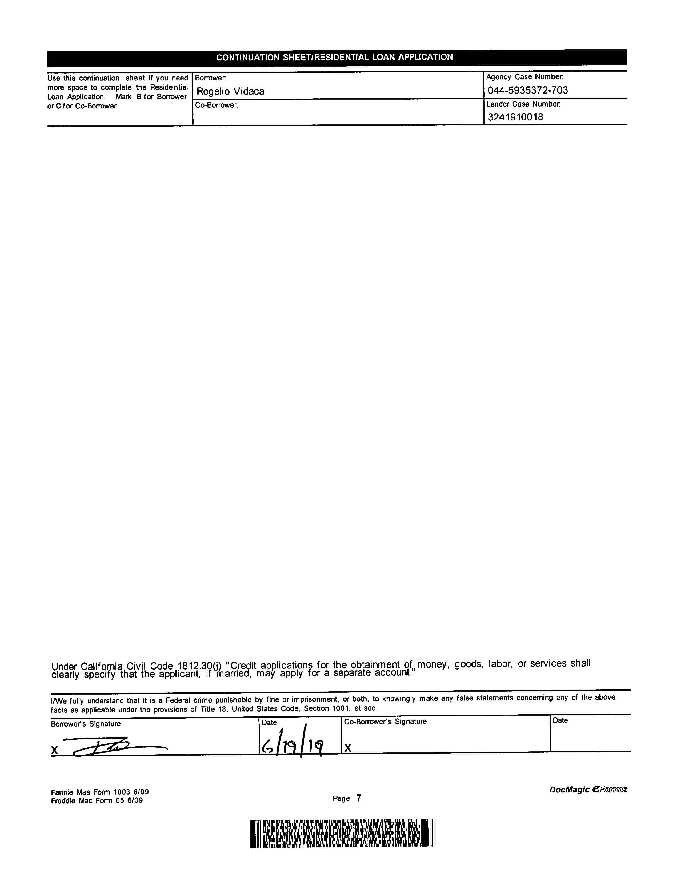 CONTINUATION SHEET/RESIDENTIAL LOAN APPLICATION
Use this continuation sheet if you need
more space to complete the Residential
Loan Application. Mark B for Borrower
or C for Co-Borrower.
Borrower:
Rogelio Vidaca
Co-Borrower:
Agency Case Number:
044-5935372-703
Lender Case Number:
3241910018
Under California Civil Code 1812.30(j) "Credit applications for the obtainment of money, goods, labor, or services shall
clearly specify that the applicant, if married, may apply for a separate account."
I/We fully understand that it is a Federal crime punishable by fine or imprisonment, or both, to knowingly make any false statements concerning any of the above
facts as applicable under the provisions of Title 18, United States Code, Section 1001, et seq.
Borrower's Signature
X
Date
6/19/19
Co-Borrower's Signature
X
Date
Fannie Mae Form 1003 6/09
Freddie Mac Form 65 6/09
Page 7
DocMagic